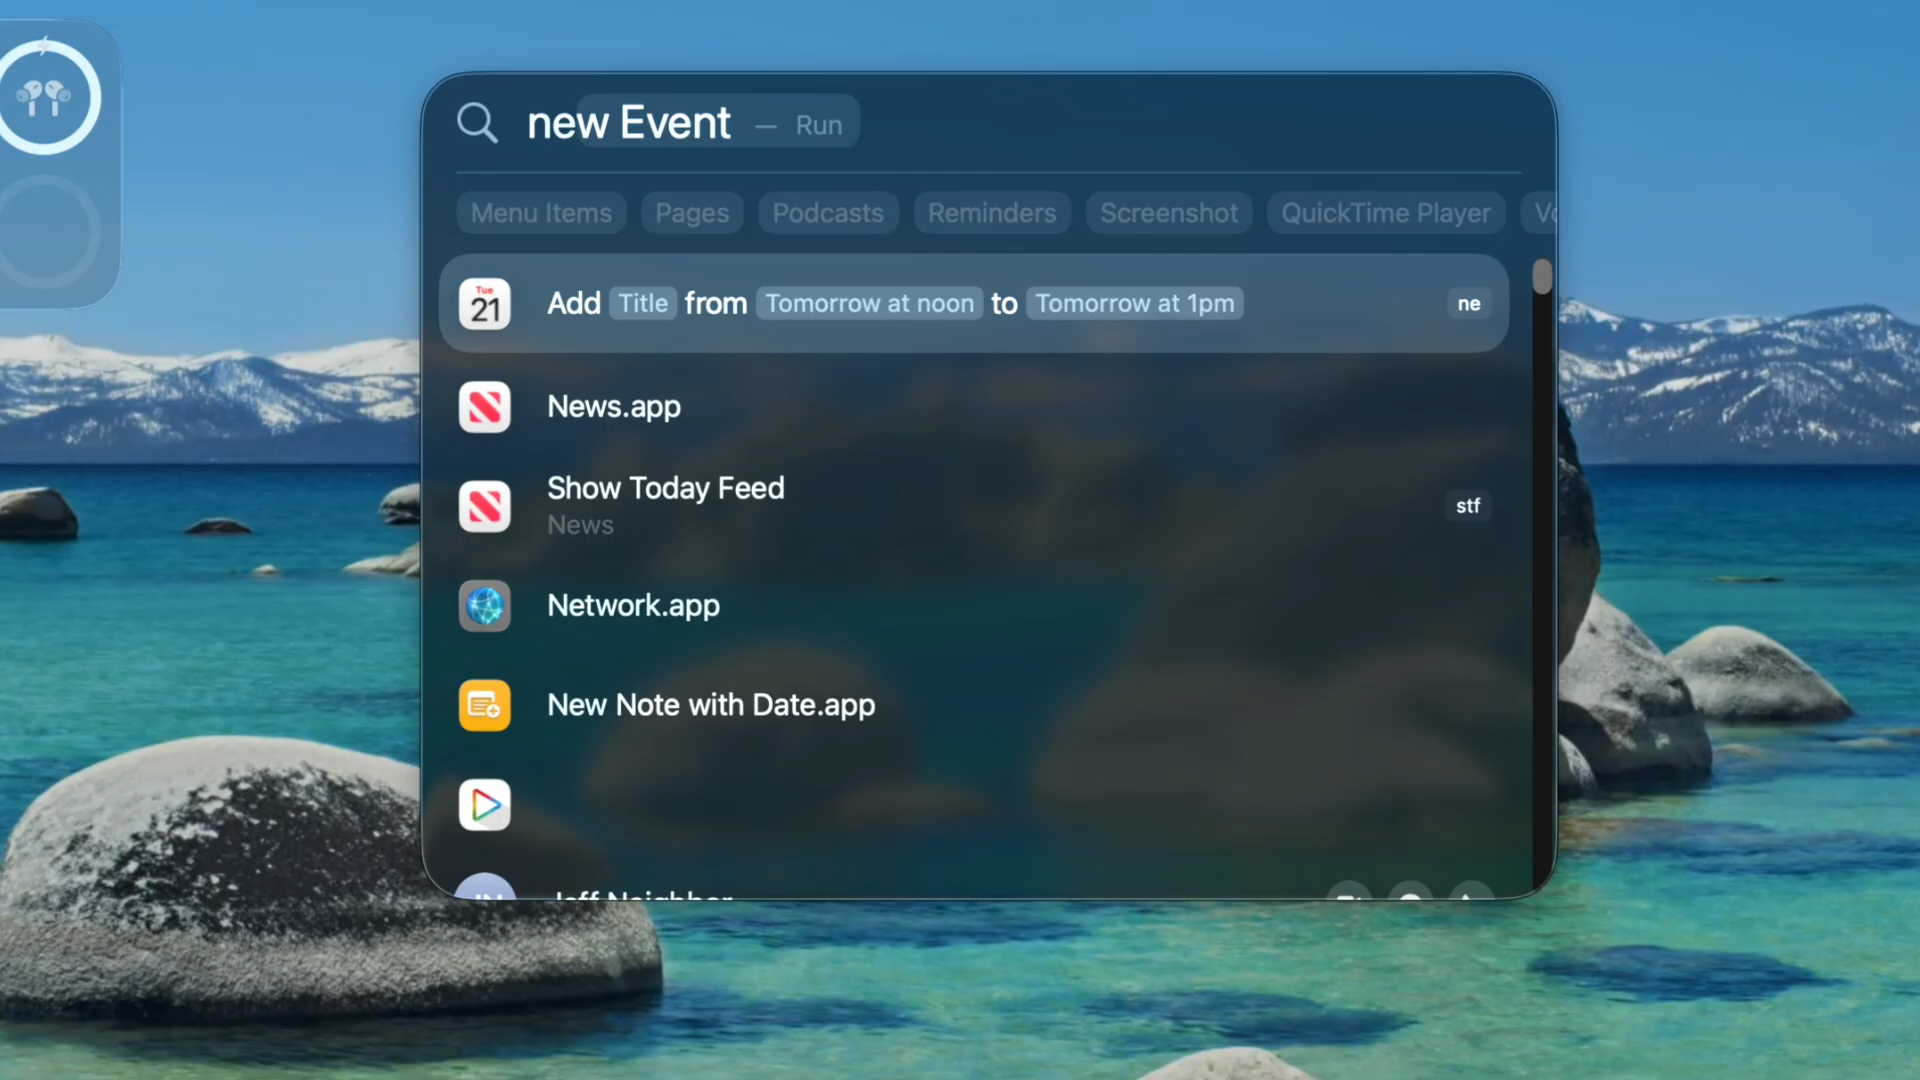 new Event — Run
Menu Items Pages Podcasts Reminders Screenshot QuickTime Player
Tue
21
Add Title from Tomorrow at noon to Tomorrow at 1pm ne
News.app
Show Today Feed
News
stf
Network.app
New Note with Date.app
Jeff Neighbor